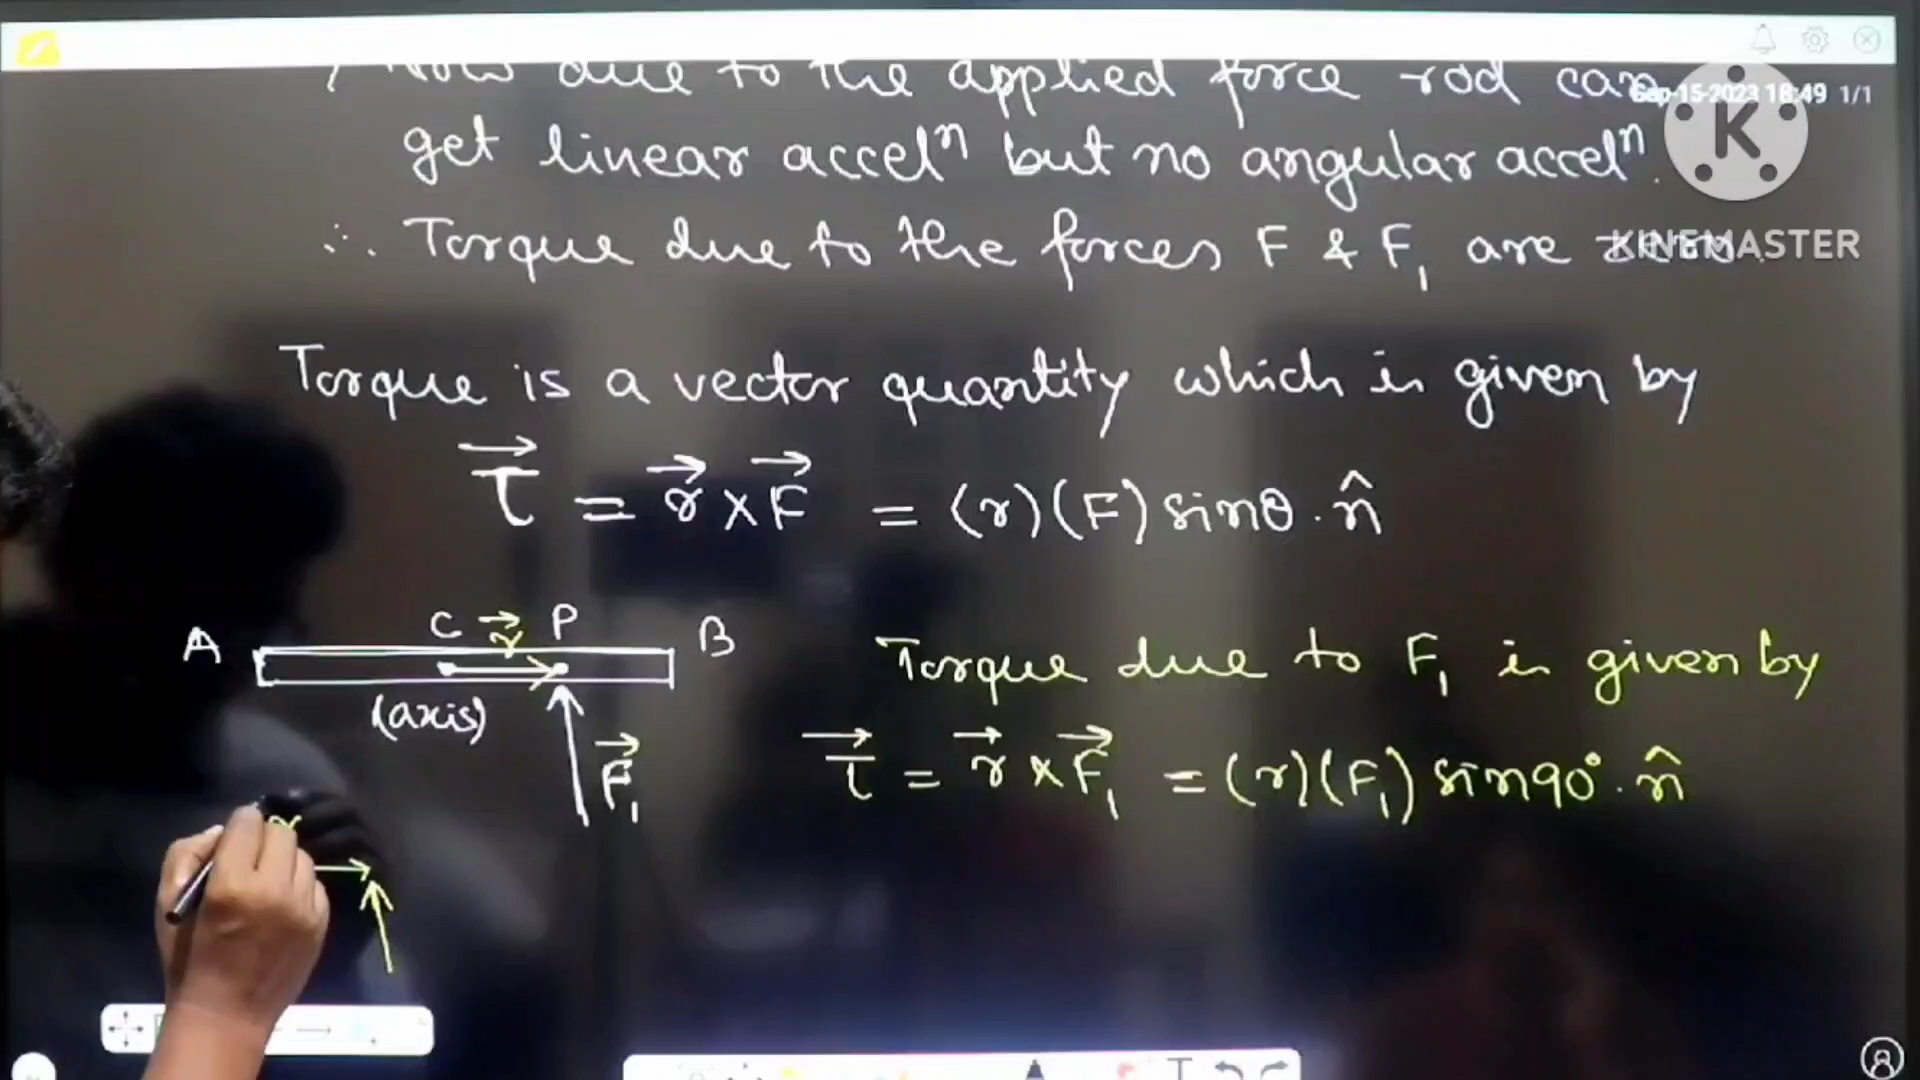 Now due to the applied force rod can
Sep-15-2023 18:49 1/1
K
get linear accelⁿ but no angular accelⁿ.
∴ Torque due to the forces F & F₁ are zero.
KINEMASTER
Torque is a vector quantity which is given by
τ⃗ = r⃗ × F⃗ = (r)(F) sinθ . n̂
A C r⃗ P B
(axis)
F⃗₁
Torque due to F₁ is given by
τ⃗ = r⃗ × F⃗₁ = (r)(F₁) sin90° . n̂
r